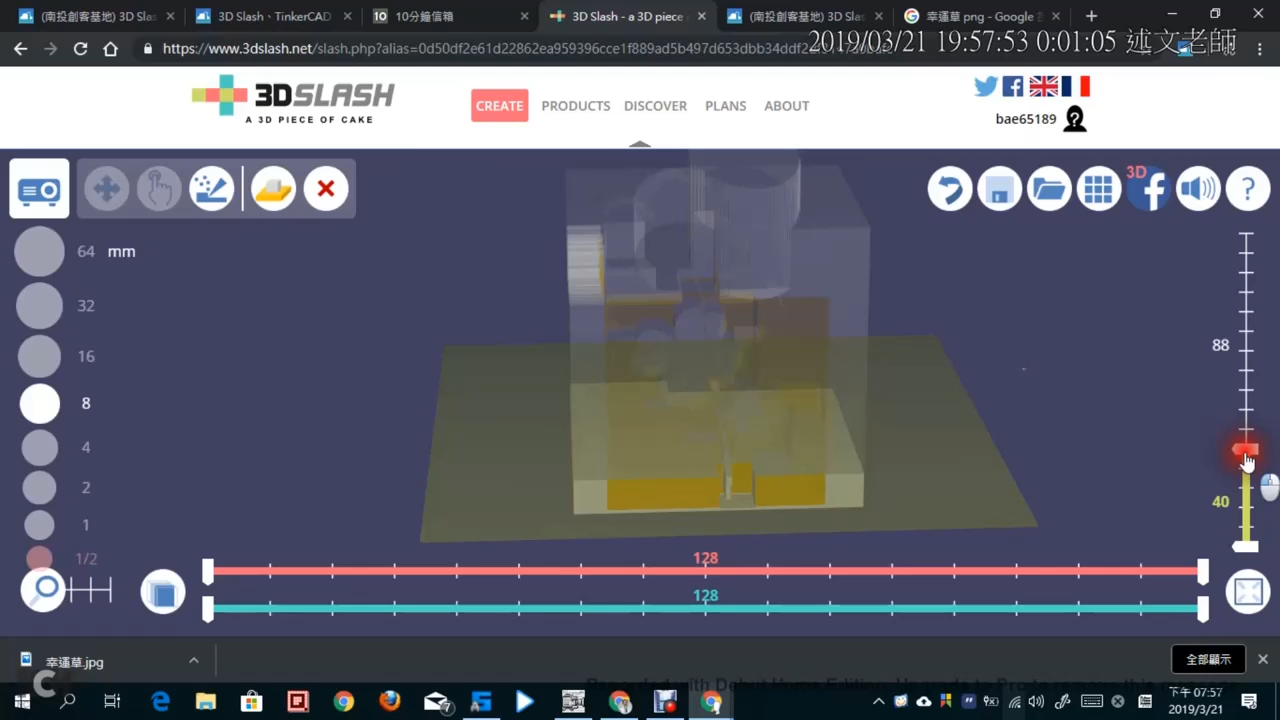 (南投創客基地) 3D Slas
3D Slash、TinkerCAD
10分鐘信箱
3D Slash - a 3D piece
(南投創客基地) 3D Slas
幸運草 png - Google
https://www.3dslash.net/slash.php?alias=0d50df2e61d22862ea959396cce1f889ad5b497d653dbb34ddf2
2019/03/21 19:57:53 0:01:05 述文老師
3DSLASH
A 3D PIECE OF CAKE
CREATE
PRODUCTS
DISCOVER
PLANS
ABOUT
bae65189
3D
64 mm
32
16
8
4
2
1
1/2
88
40
128
128
幸運草.jpg
全部顯示
下午 07:57
2019/3/21